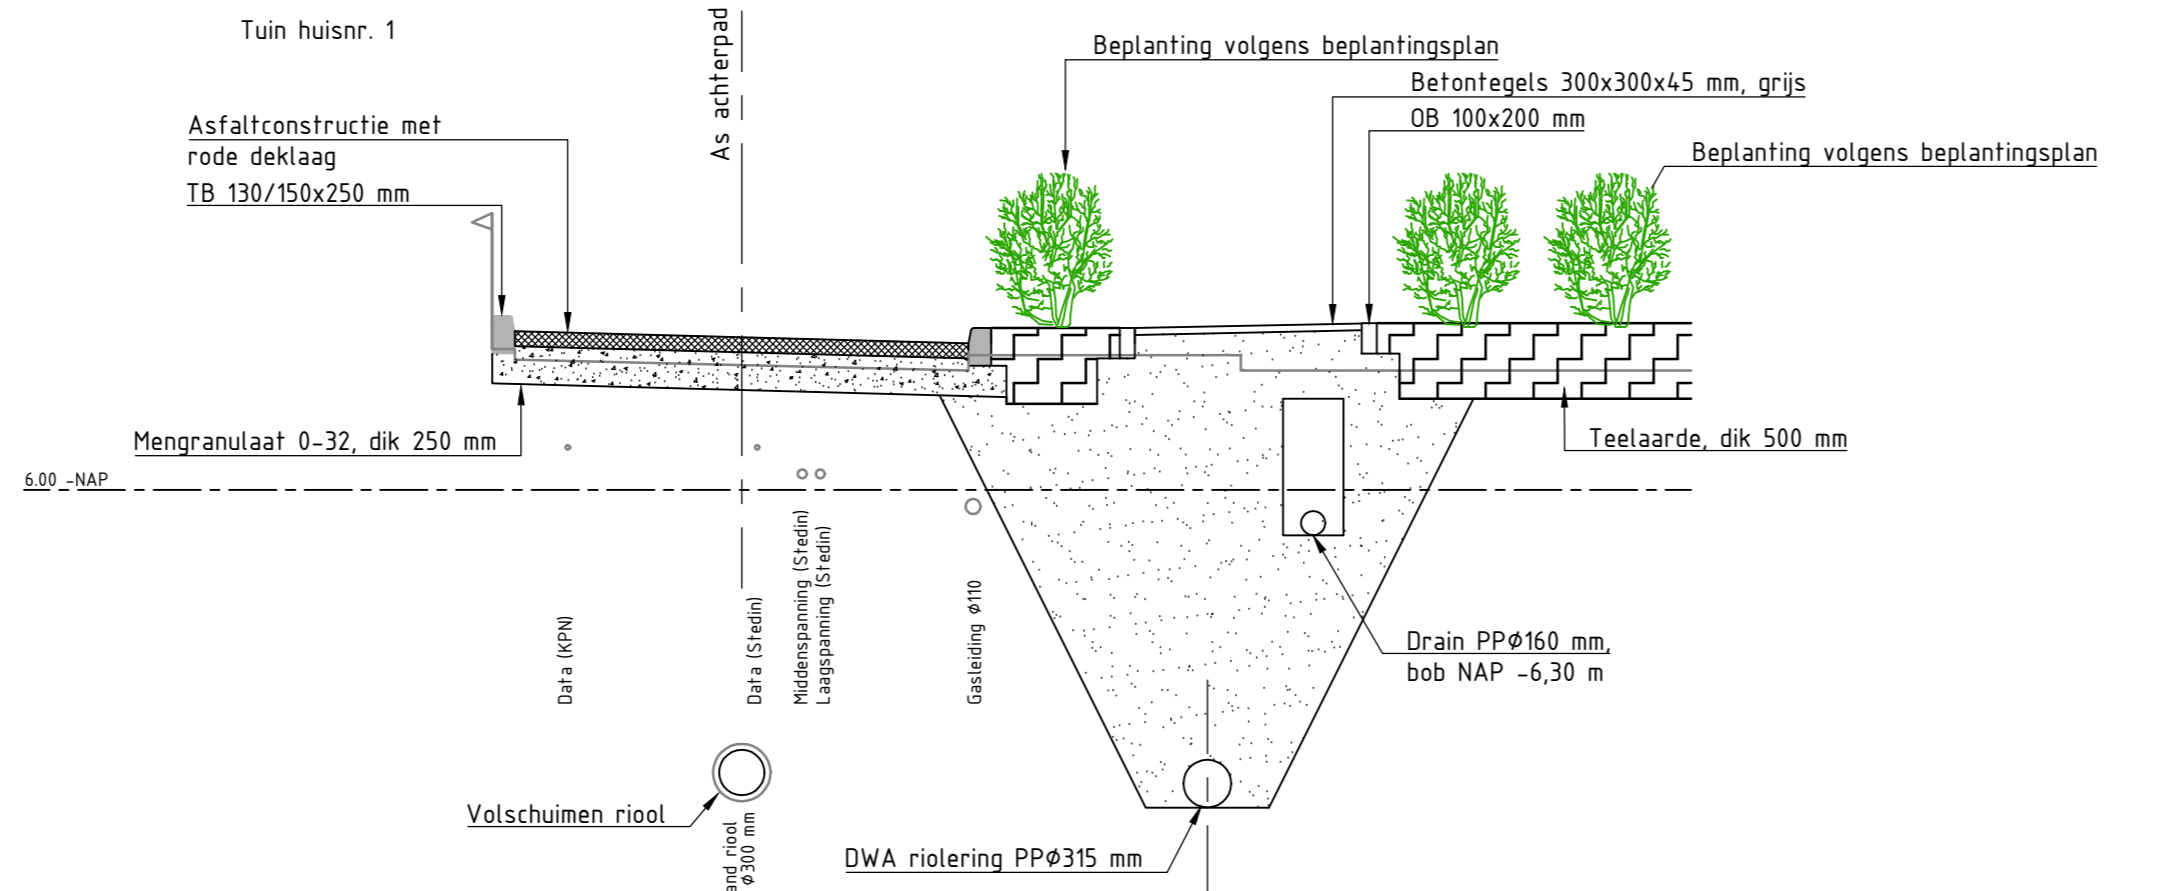 Tuin huisnr. 1
As achterpad
Beplanting volgens beplantingsplan
Betontegels 300x300x45 mm, grijs
OB 100x200 mm
Beplanting volgens beplantingsplan
Asfaltconstructie met
rode deklaag
TB 130/150x250 mm
Mengranulaat 0-32, dik 250 mm
Teelaarde, dik 500 mm
6.00 -NAP
Data (KPN)
Data (Stedin)
Middenspanning (Stedin)
Laagspanning (Stedin)
Gasleiding Ø110
Drain PPØ160 mm,
bob NAP -6,30 m
Volschuimen riool
riool
Ø300 mm
DWA riolering PPØ315 mm